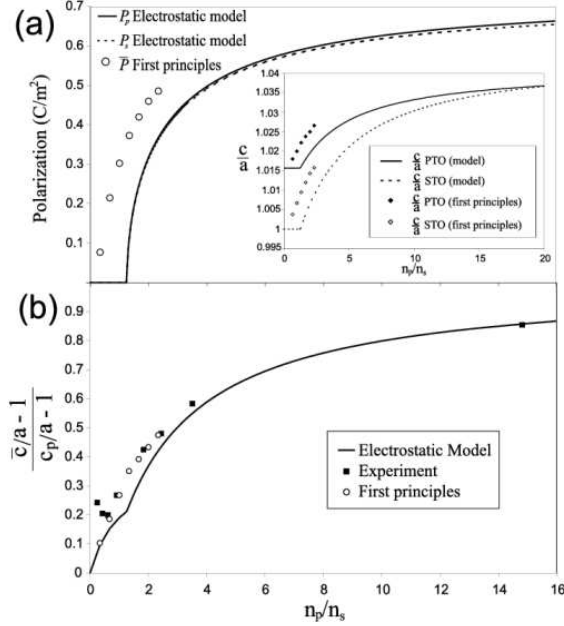 (a)
P_p Electrostatic model
P_s Electrostatic model
P̅ First principles
Polarization (C/m²)
0.7
0.6
0.5
0.4
0.3
0.2
0.1
c/a
1.04
1.035
1.03
1.025
1.02
1.015
1.01
1.005
1
0.995
0 5 10 15 20
n_p/n_s
c/a PTO (model)
c/a STO (model)
c/a PTO (first principles)
c/a STO (first principles)
(b)
c̅/a - 1
c_p/a - 1
0.9
0.8
0.7
0.6
0.5
0.4
0.3
0.2
0.1
0
Electrostatic Model
Experiment
First principles
0 2 4 6 8 10 12 14 16
n_p/n_s